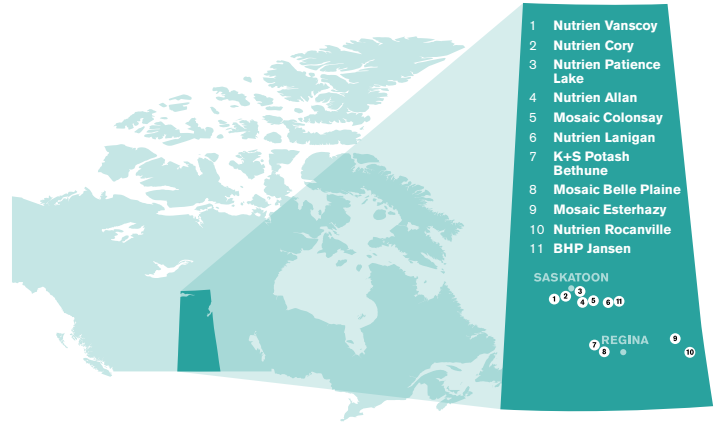 1 Nutrien Vanscoy
2 Nutrien Cory
3 Nutrien Patience
Lake
4 Nutrien Allan
5 Mosaic Colonsay
6 Nutrien Lanigan
7 K+S Potash
Bethune
8 Mosaic Belle Plaine
9 Mosaic Esterhazy
10 Nutrien Rocanville
11 BHP Jansen
SASKATOON
3
1 2 4 5 6 11
9
REGINA
7
8 10